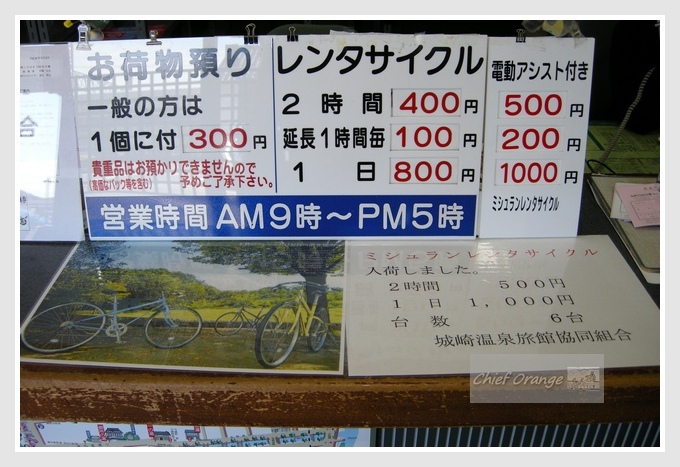 お荷物預り
一般の方は
1個に付 300円
貴重品はお預かりできませんので
(高価なバック等を含む) 予めご了承下さい。
レンタサイクル
2時間 400円
延長1時間毎 100円
1日 800円
電動アシスト付き
500円
200円
1000円
ミシュランレンタサイクル
営業時間 AM9時～PM5時
ミシュランレンタサイクル
入荷しました。
2時間 500円
1日 1,000円
台数 6台
城崎温泉旅館協同組合
Chief Orange